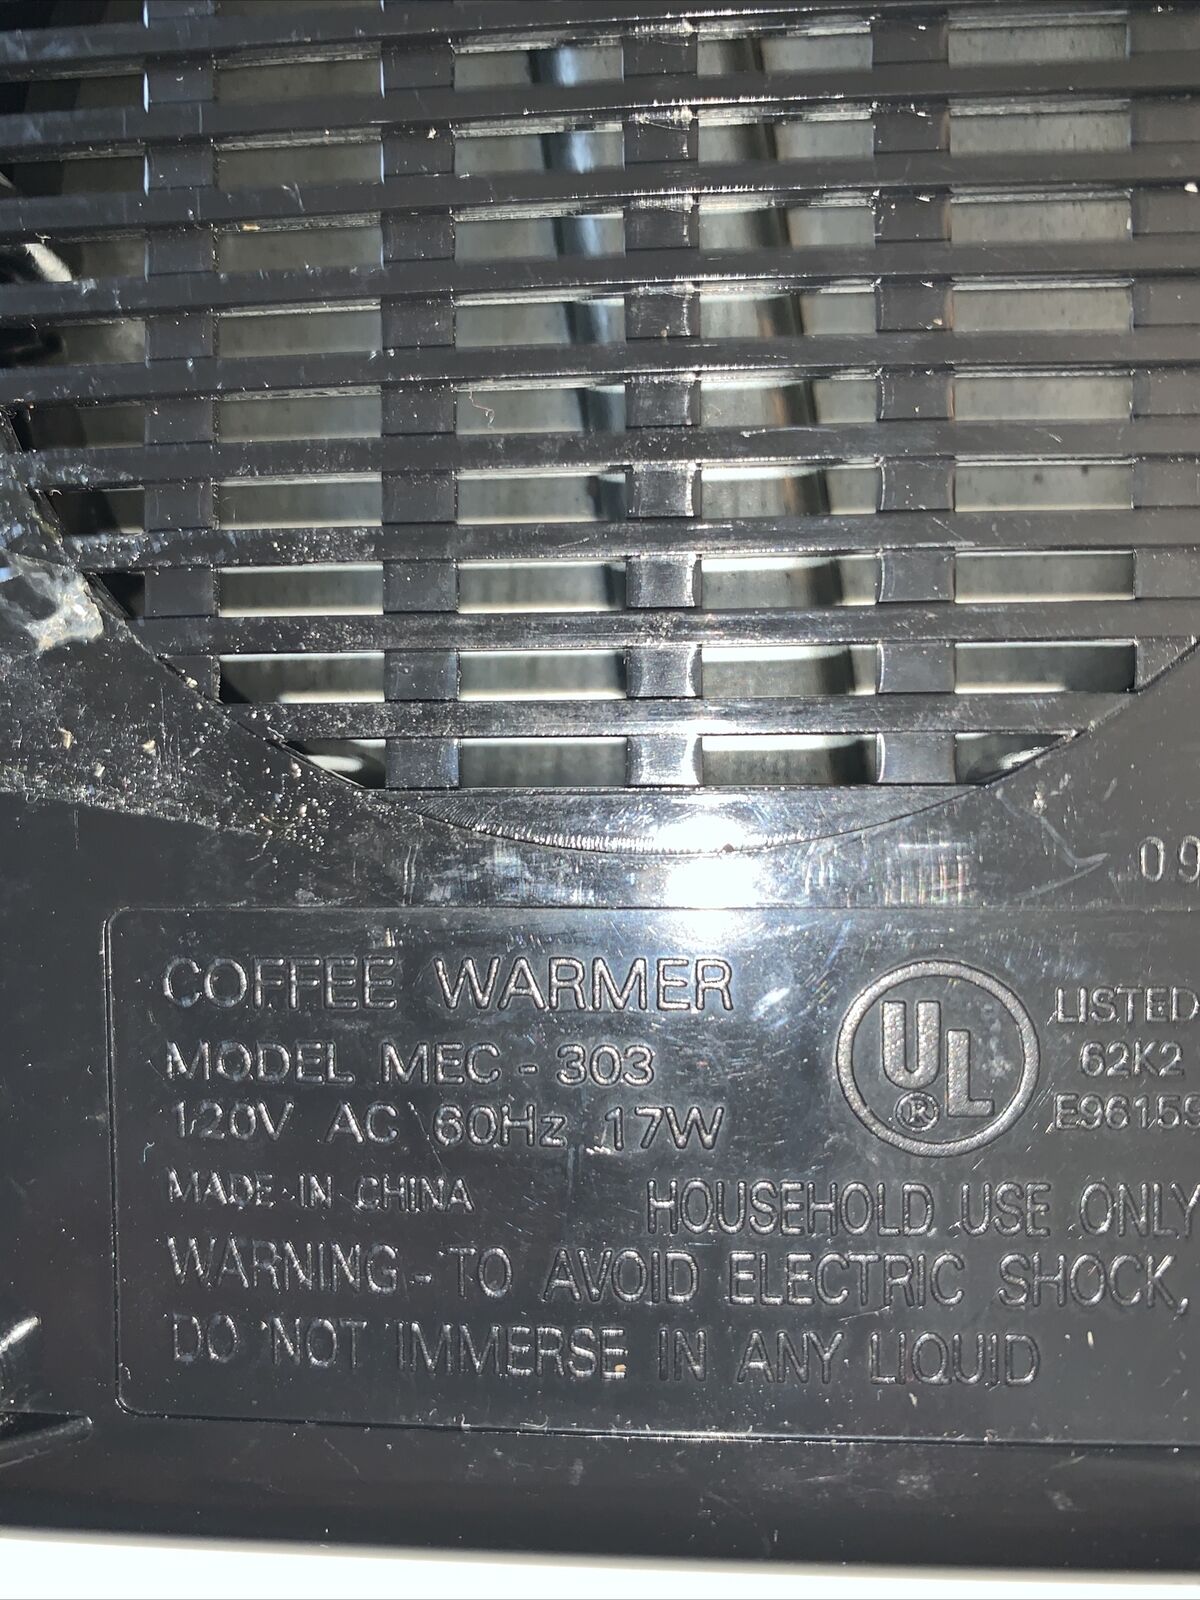 09
COFFEE WARMER
MODEL MEC - 303
120V AC 60Hz 17W
MADE IN CHINA
UL
®
LISTED
62K2
E96159
HOUSEHOLD USE ONLY
WARNING - TO AVOID ELECTRIC SHOCK,
DO NOT IMMERSE IN ANY LIQUID